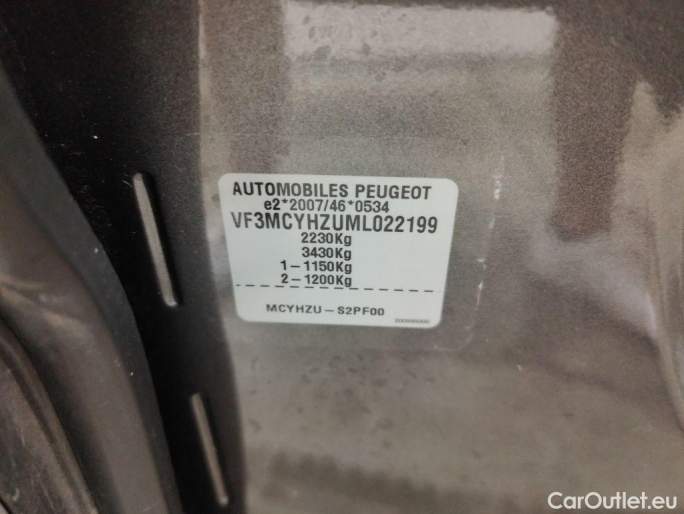 AUTOMOBILES PEUGEOT
e2*2007/46*0534
VF3MCYHZUML022199
2230Kg
3430Kg
1-1150Kg
2-1200Kg
MCYHZU-S2PF00
CarOutlet.eu